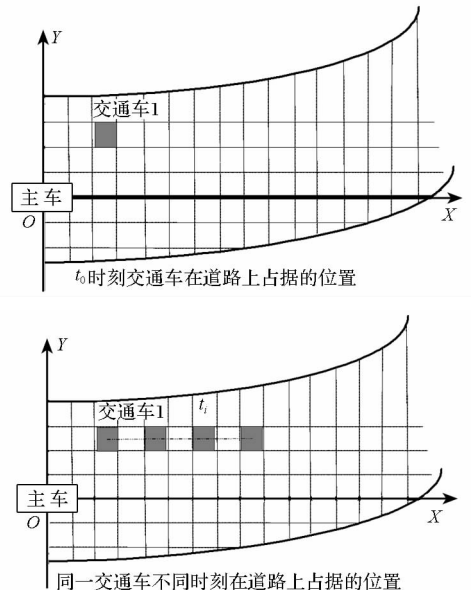 Y
交通车1
主车
O
X
t₀时刻交通车在道路上占据的位置
Y
交通车1
tᵢ
主车
O
X
同一交通车不同时刻在道路上占据的位置